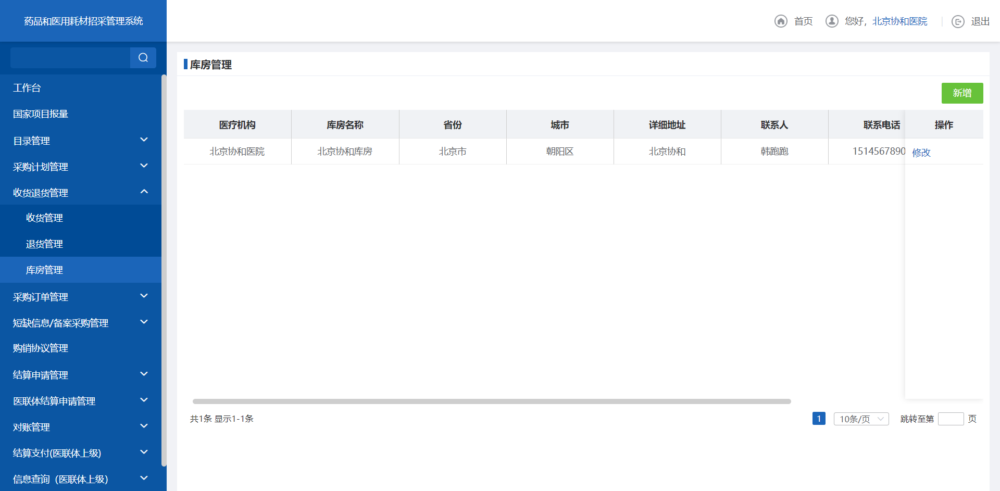 药品和医用耗材招采管理系统
首页 您好，北京协和医院 退出
工作台
国家项目报量
目录管理
采购计划管理
收货退货管理
收货管理
退货管理
库房管理
采购订单管理
短缺信息/备案采购管理
购销协议管理
结算申请管理
医联体结算申请管理
对账管理
结算支付(医联体上级)
信息查询（医联体上级）
库房管理
新增
医疗机构 库房名称 省份 城市 详细地址 联系人 联系电话 操作
北京协和医院 北京协和库房 北京市 朝阳区 北京协和 韩跑跑 1514567890 修改
共1条 显示1-1条 1 10条/页 跳转至第 页